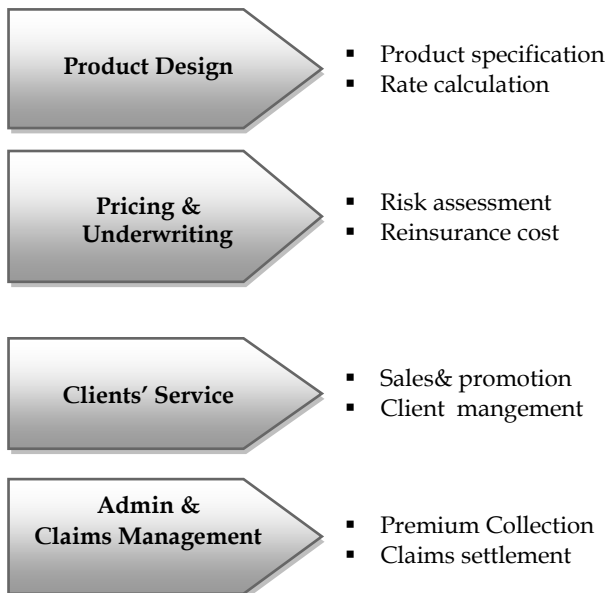 Product Design
▪ Product specification
▪ Rate calculation
Pricing &
Underwriting
▪ Risk assessment
▪ Reinsurance cost
Clients’ Service
▪ Sales& promotion
▪ Client mangement
Admin &
Claims Management
▪ Premium Collection
▪ Claims settlement